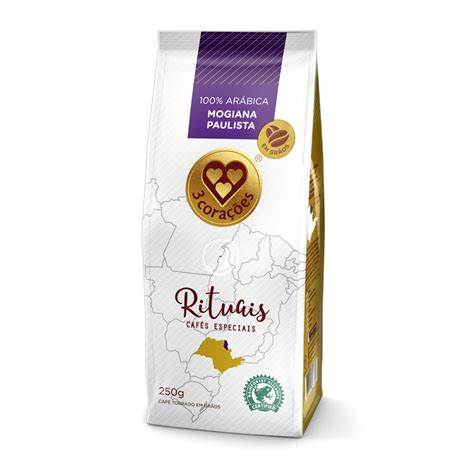 100% ARÁBICA
MOGIANA
PAULISTA
EM GRÃOS
3 corações
®
Rituais
CAFÉS ESPECIAIS
250g
CAFÉ TORRADO EM GRÃOS
CERTIFIED